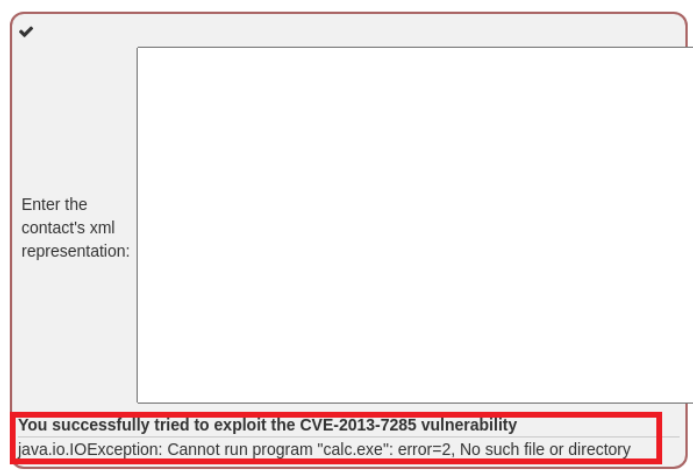 Enter the
contact's xml
representation:
You successfully tried to exploit the CVE-2013-7285 vulnerability
java.io.IOException: Cannot run program "calc.exe": error=2, No such file or directory